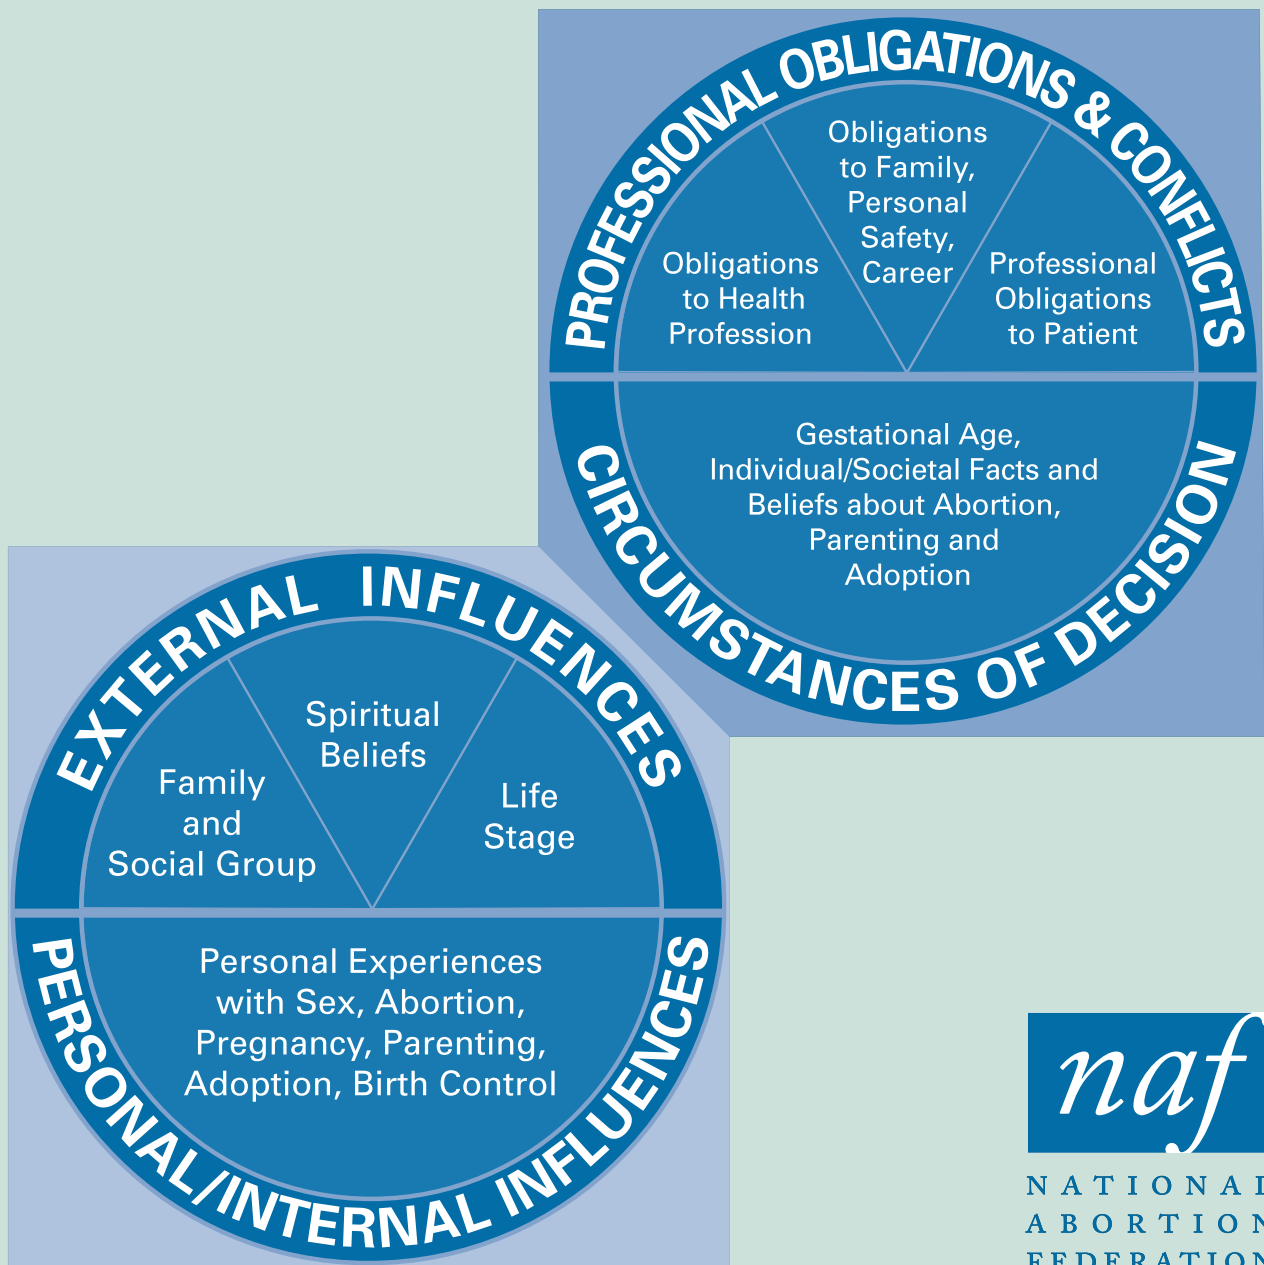 PROFESSIONAL OBLIGATIONS & CONFLICTS
Obligations
to Health
Profession
Obligations
to Family,
Personal
Safety,
Career
Professional
Obligations
to Patient
Gestational Age,
Individual/Societal Facts and
Beliefs about Abortion,
Parenting and
Adoption
CIRCUMSTANCES OF DECISION
EXTERNAL INFLUENCES
Family
and
Social Group
Spiritual
Beliefs
Life
Stage
Personal Experiences
with Sex, Abortion,
Pregnancy, Parenting,
Adoption, Birth Control
PERSONAL/INTERNAL INFLUENCES
naf
NATIONAL
ABORTION
FEDERATION